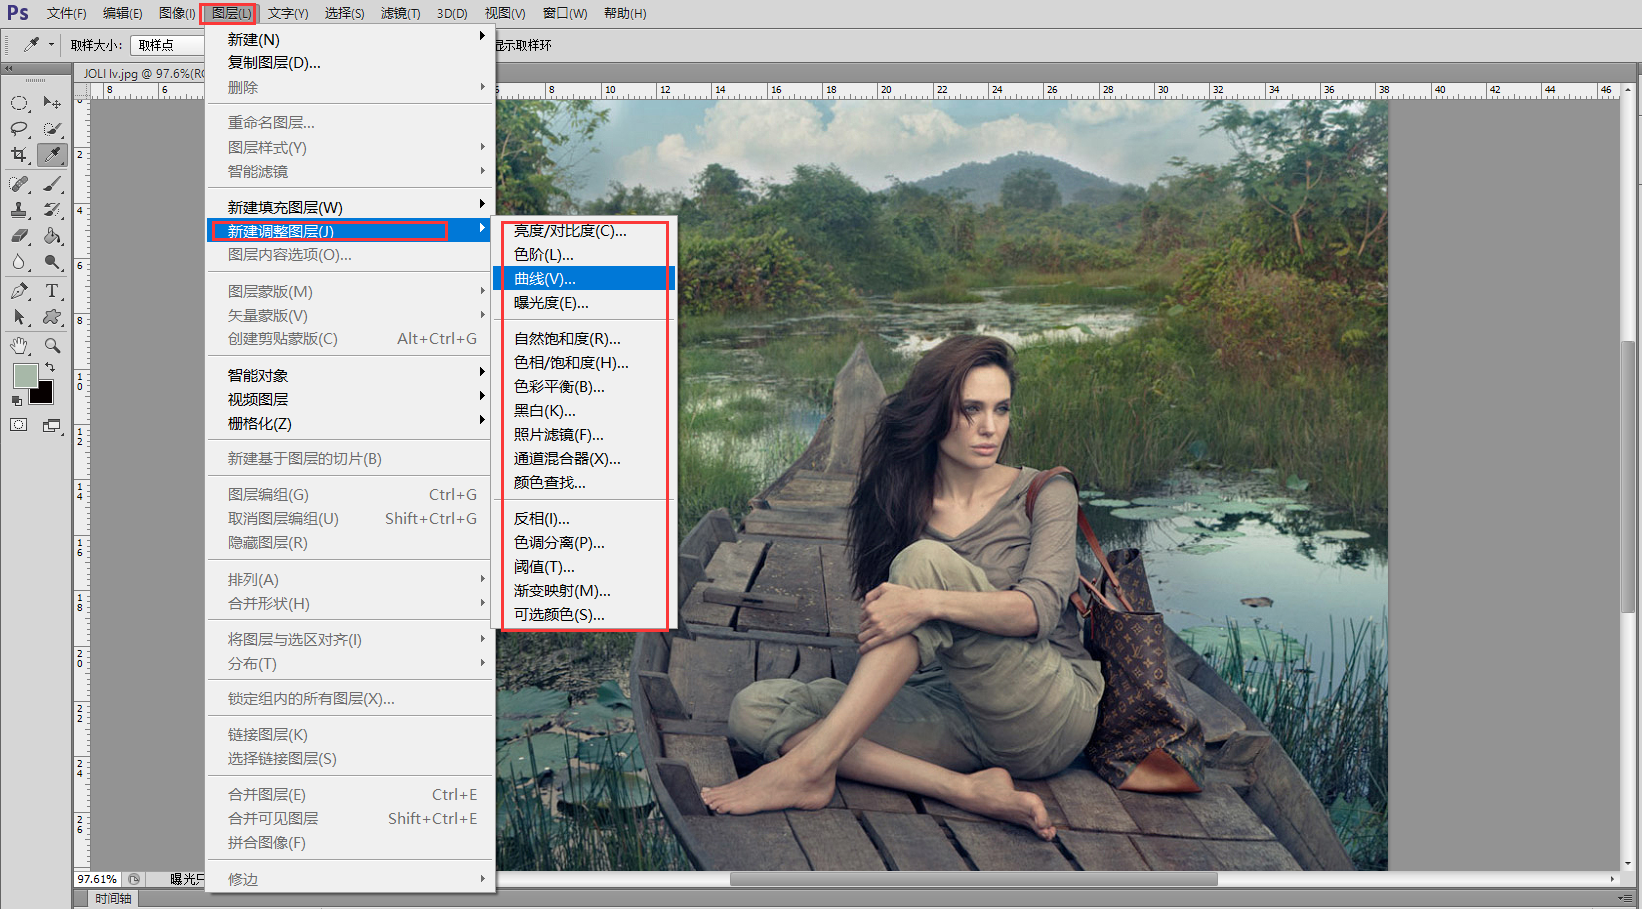 Ps 文件(F) 编辑(E) 图像(I) 图层(L) 文字(Y) 选择(S) 滤镜(T) 3D(D) 视图(V) 窗口(W) 帮助(H)
取样大小: 取样点
显示取样环
JOLI lv.jpg @ 97.6%(RG
8 6 8 10 12 14 16 18 20 22 24 26 28 30 32 34 36 38 40 42 44 46
新建(N)
复制图层(D)...
删除
重命名图层...
图层样式(Y)
智能滤镜
新建填充图层(W)
新建调整图层(J)
图层内容选项(O)...
图层蒙版(M)
矢量蒙版(V)
创建剪贴蒙版(C) Alt+Ctrl+G
智能对象
视频图层
栅格化(Z)
新建基于图层的切片(B)
图层编组(G) Ctrl+G
取消图层编组(U) Shift+Ctrl+G
隐藏图层(R)
排列(A)
合并形状(H)
将图层与选区对齐(I)
分布(T)
锁定组内的所有图层(X)...
链接图层(K)
选择链接图层(S)
合并图层(E) Ctrl+E
合并可见图层 Shift+Ctrl+E
拼合图像(F)
修边
亮度/对比度(C)...
色阶(L)...
曲线(V)...
曝光度(E)...
自然饱和度(R)...
色相/饱和度(H)...
色彩平衡(B)...
黑白(K)...
照片滤镜(F)...
通道混合器(X)...
颜色查找...
反相(I)...
色调分离(P)...
阈值(T)...
渐变映射(M)...
可选颜色(S)...
2
4
6
8
10
12
14
16
18
20
22
24
26
97.61% 曝光只
时间轴